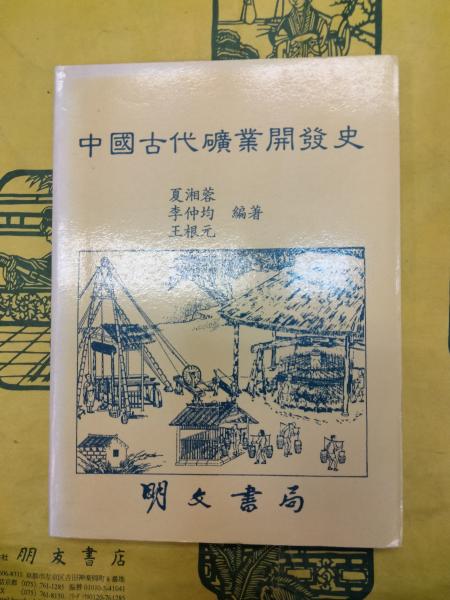 中國古代礦業開發史
夏湘蓉
李仲均 編著
王根元
明文書局
朋友書店